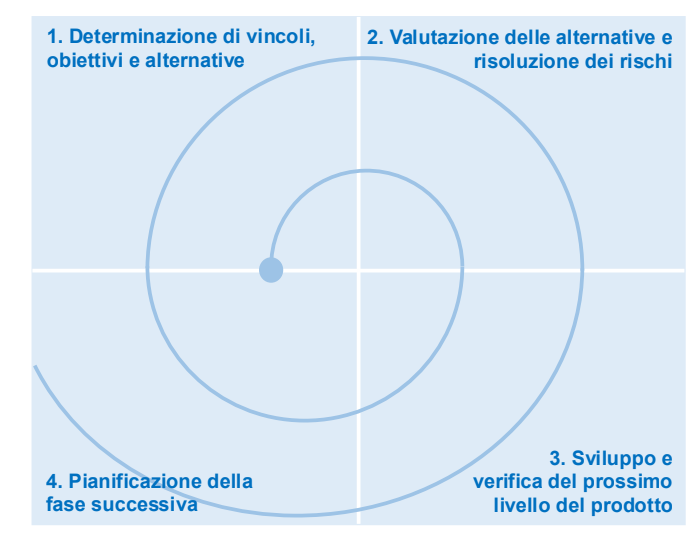 1. Determinazione di vincoli,
obiettivi e alternative
2. Valutazione delle alternative e
risoluzione dei rischi
3. Sviluppo e
verifica del prossimo
livello del prodotto
4. Pianificazione della
fase successiva